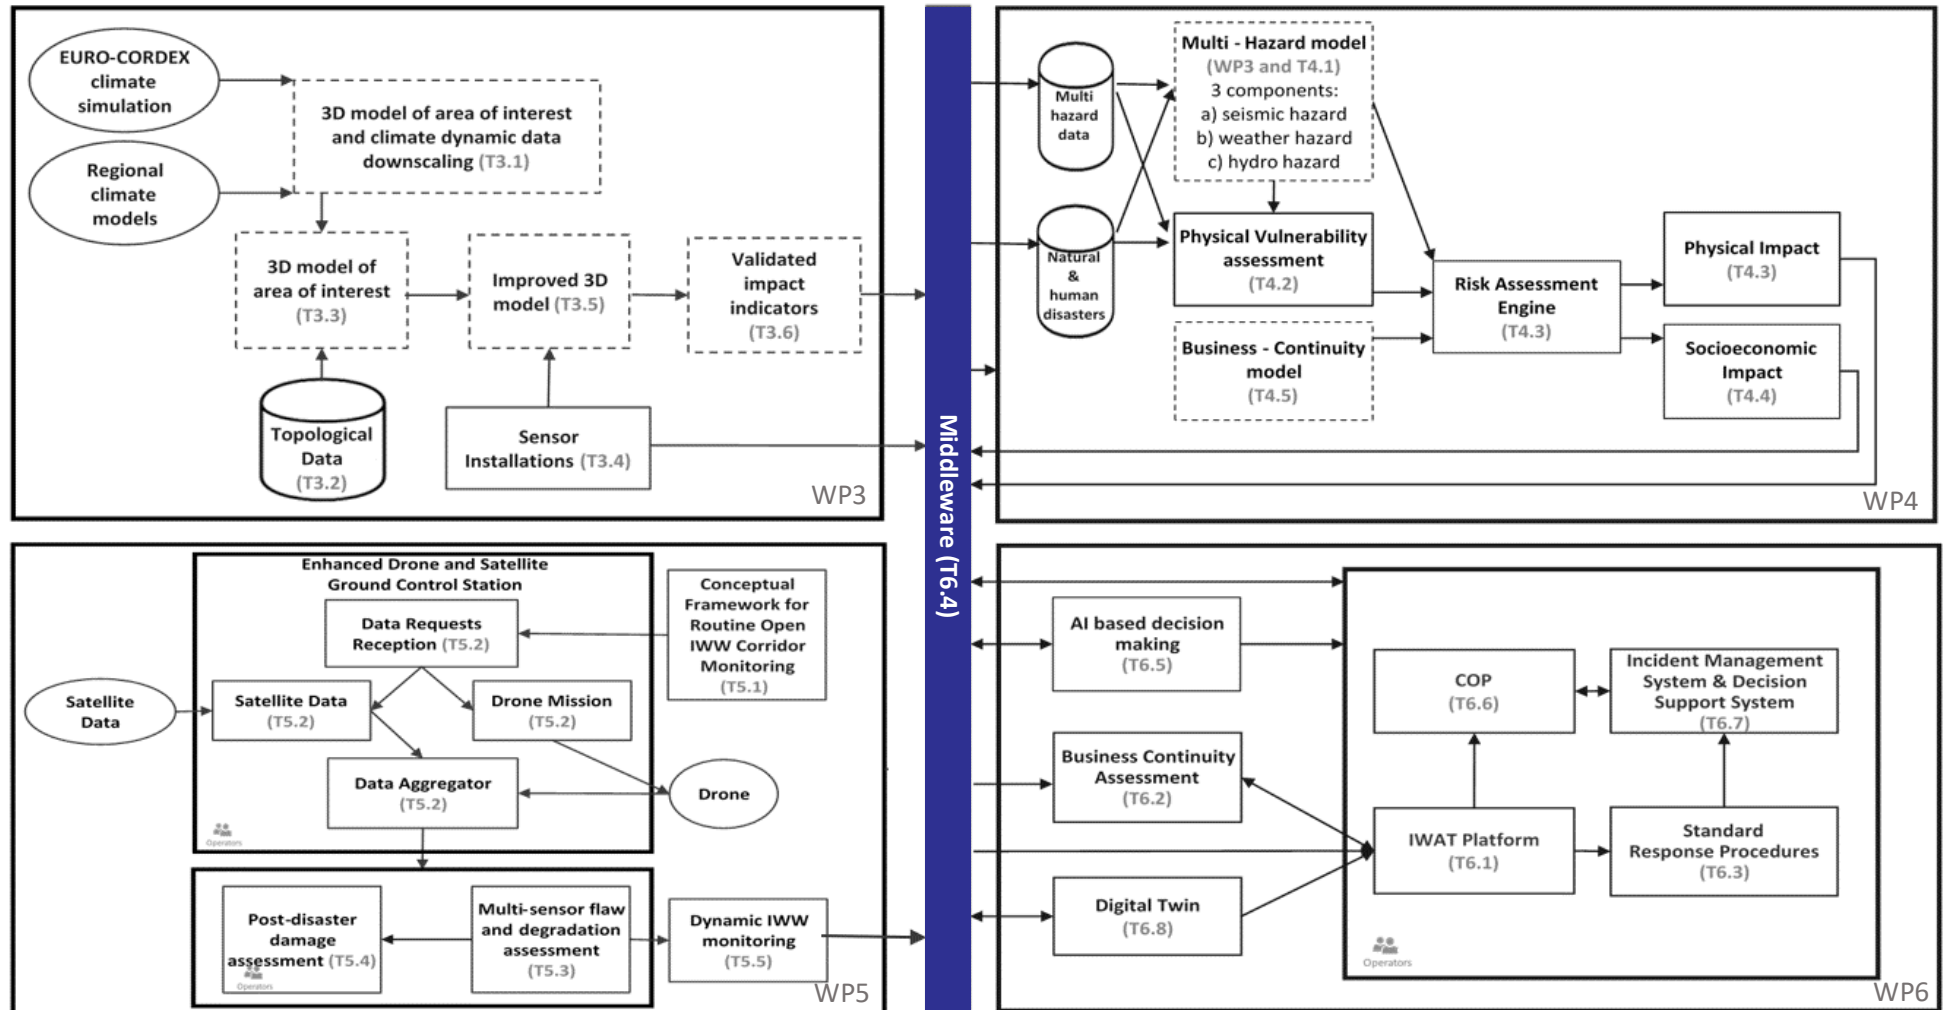 EURO-CORDEX
climate
simulation
3D model of area of interest
and climate dynamic data
downscaling (T3.1)
Regional
climate
models
3D model of
area of interest
(T3.3)
Improved 3D
model (T3.5)
Validated
impact
indicators
(T3.6)
Topological
Data
(T3.2)
Sensor
Installations (T3.4)
WP3
Middleware (T6.4)
Multi
hazard
data
Multi - Hazard model
(WP3 and T4.1)
3 components:
a) seismic hazard
b) weather hazard
c) hydro hazard
Natural
&
human
disasters
Physical Vulnerability
assessment
(T4.2)
Business - Continuity
model
(T4.5)
Risk Assessment
Engine
(T4.3)
Physical Impact
(T4.3)
Socioeconomic
Impact
(T4.4)
WP4
Enhanced Drone and Satellite
Ground Control Station
Data Requests
Reception (T5.2)
Conceptual
Framework for
Routine Open
IWW Corridor
Monitoring
(T5.1)
Satellite
Data
Satellite Data
(T5.2)
Drone Mission
(T5.2)
Data Aggregator
(T5.2)
Drone
Operators
Post-disaster
damage
assessment (T5.4)
Operators
Multi-sensor flaw
and degradation
assessment
(T5.3)
Dynamic IWW
monitoring
(T5.5)
WP5
AI based decision
making
(T6.5)
Business Continuity
Assessment
(T6.2)
Digital Twin
(T6.8)
COP
(T6.6)
Incident Management
System & Decision
Support System
(T6.7)
IWAT Platform
(T6.1)
Standard
Response Procedures
(T6.3)
Operators
WP6